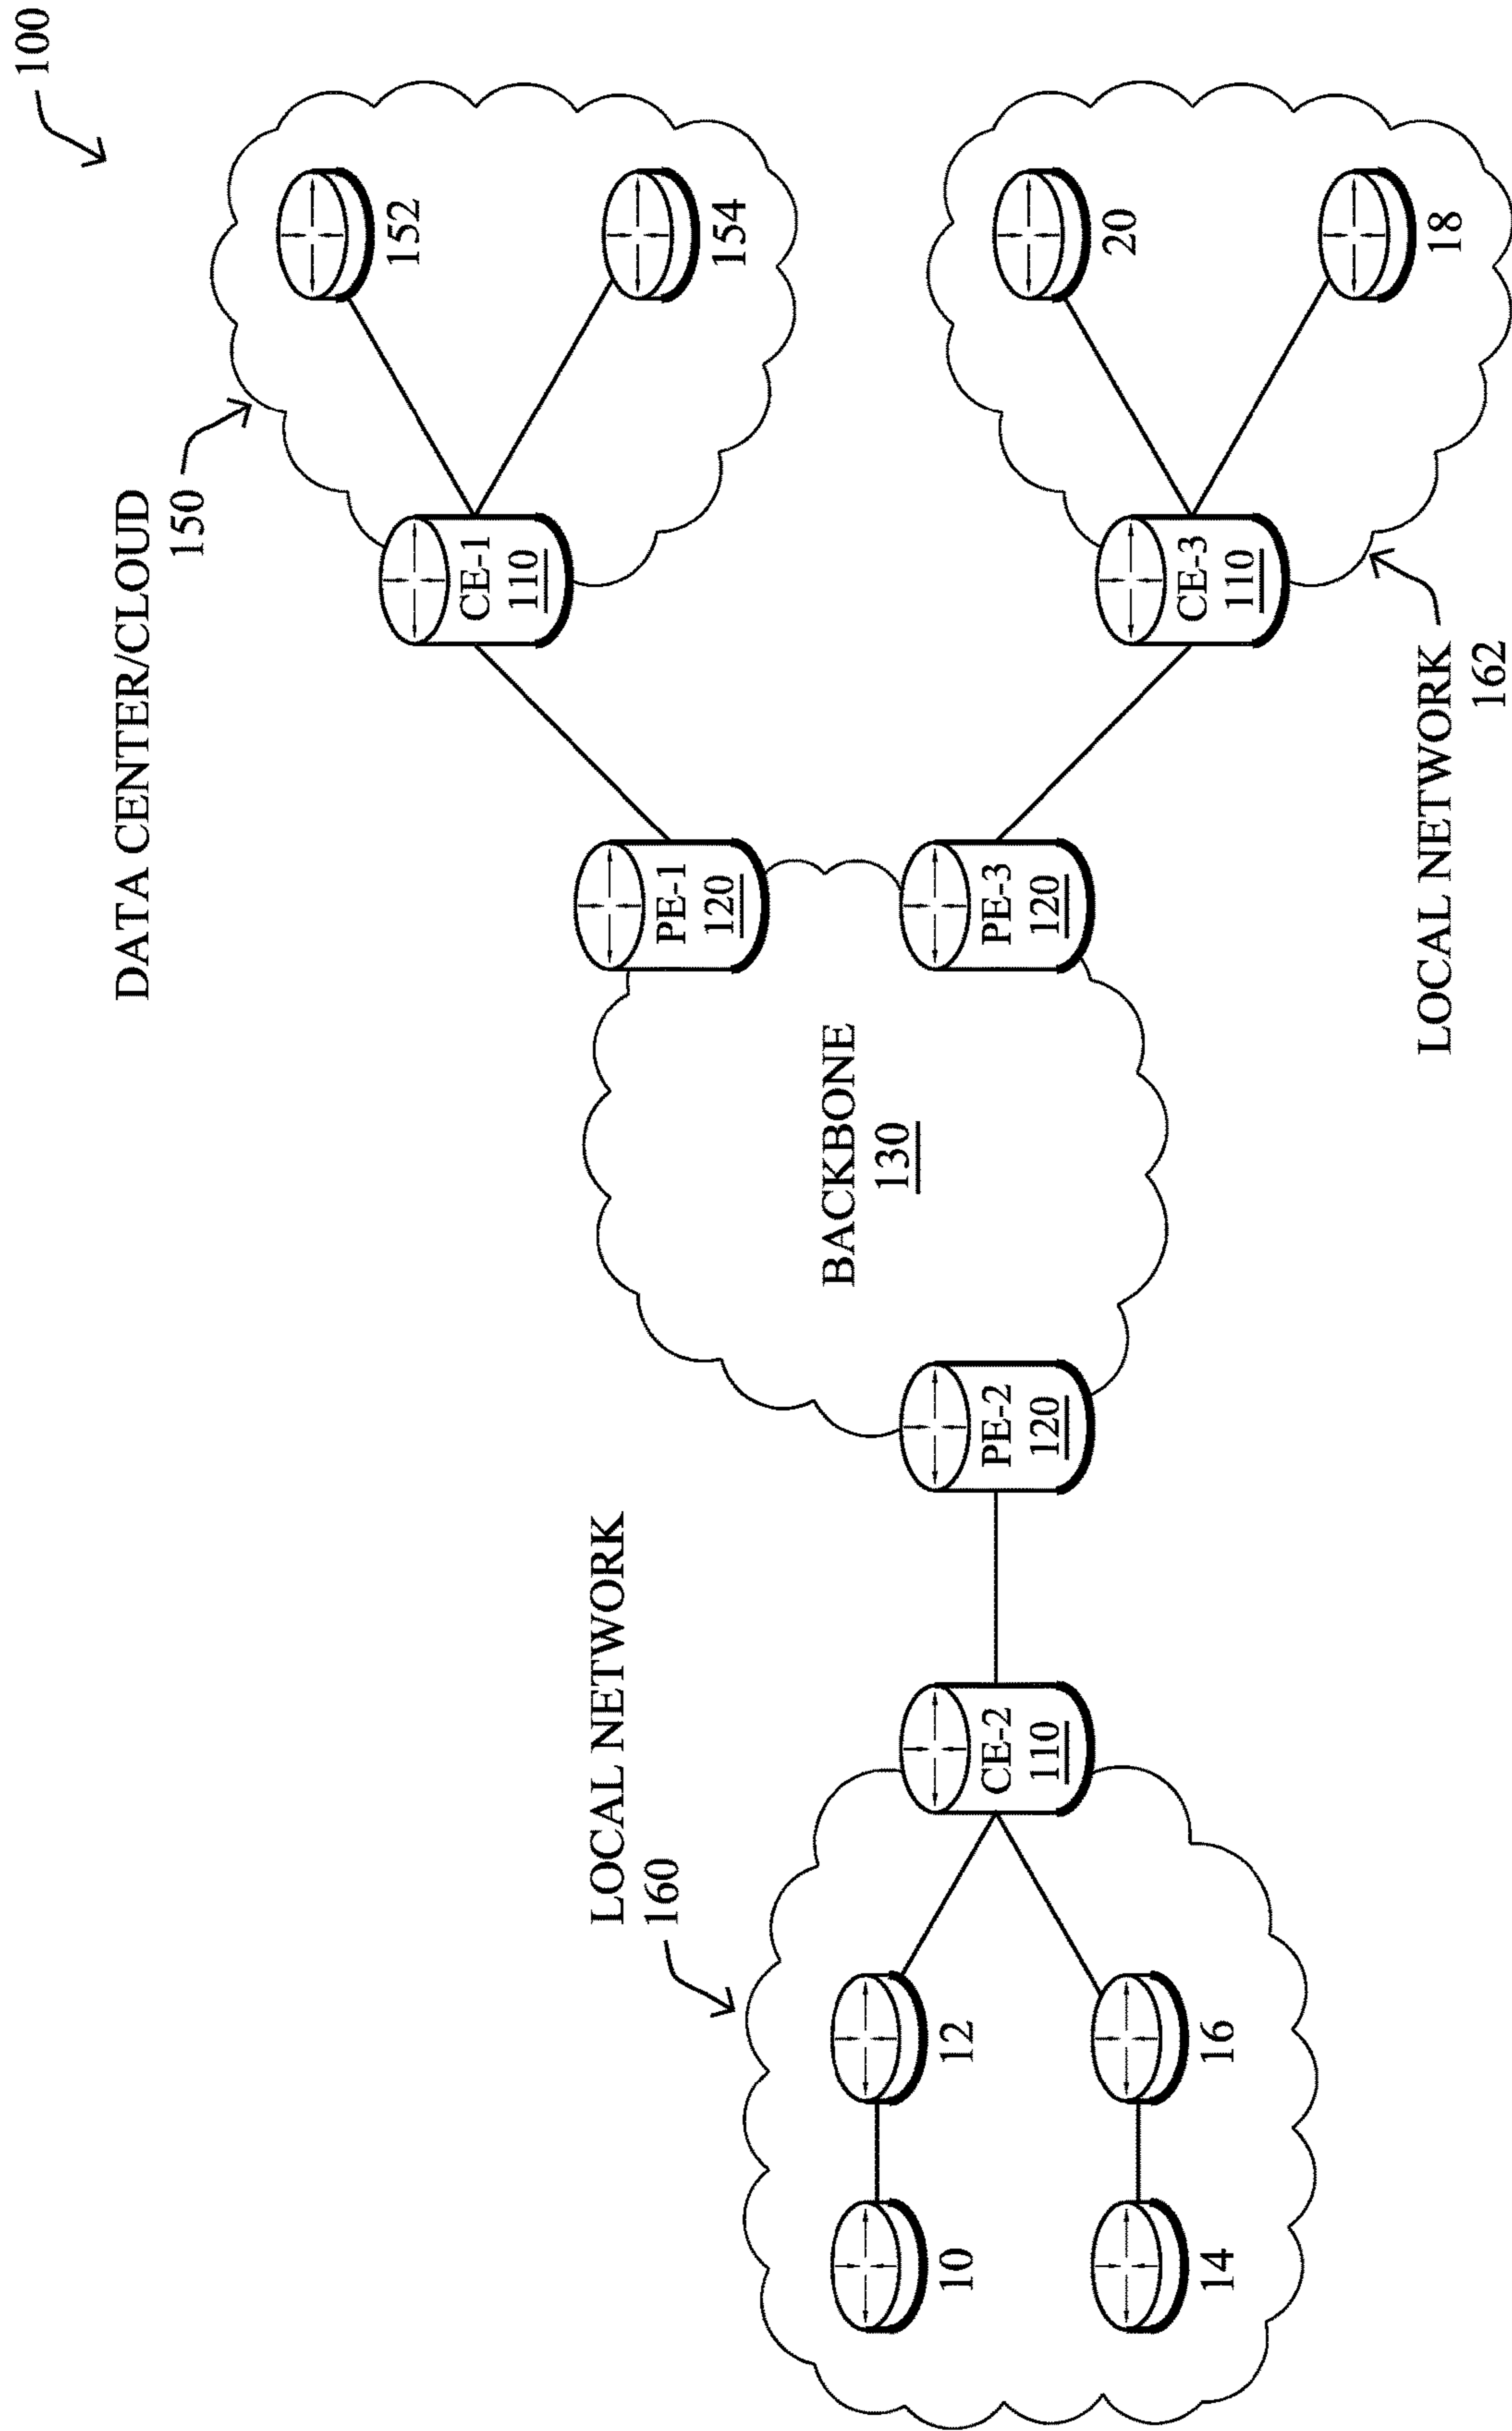 100
DATA CENTER/CLOUD
150
152
154
CE-1
110
PE-1
120
LOCAL NETWORK
160
BACKBONE
130
10
12
CE-2
110
PE-2
120
PE-3
120
CE-3
110
20
14
16
18
LOCAL NETWORK
162